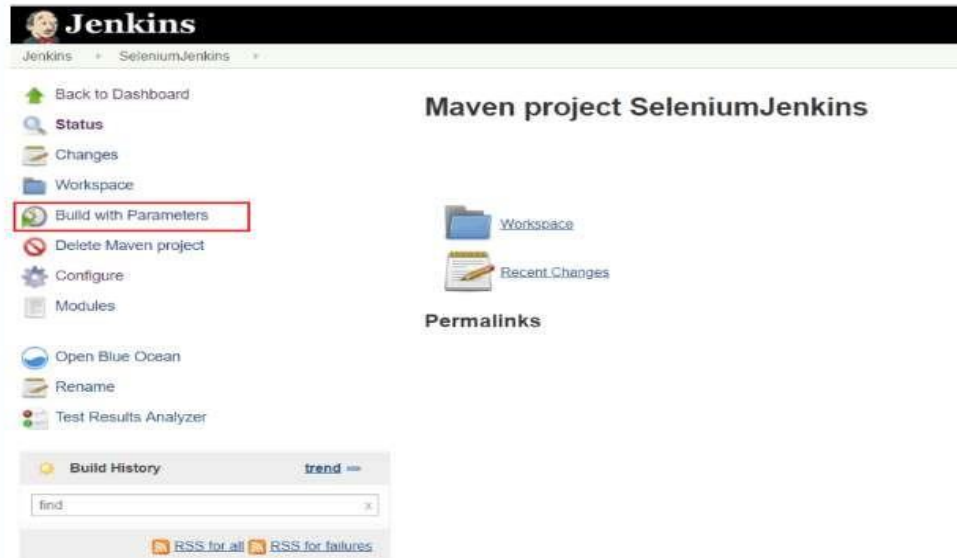 Jenkins
Jenkins SeleniumJenkins
Back to Dashboard
Status
Changes
Workspace
Build with Parameters
Delete Maven project
Configure
Modules
Open Blue Ocean
Rename
Test Results Analyzer
Build History trend
find x
RSS for all RSS for failures
Maven project SeleniumJenkins
Workspace
Recent Changes
Permalinks